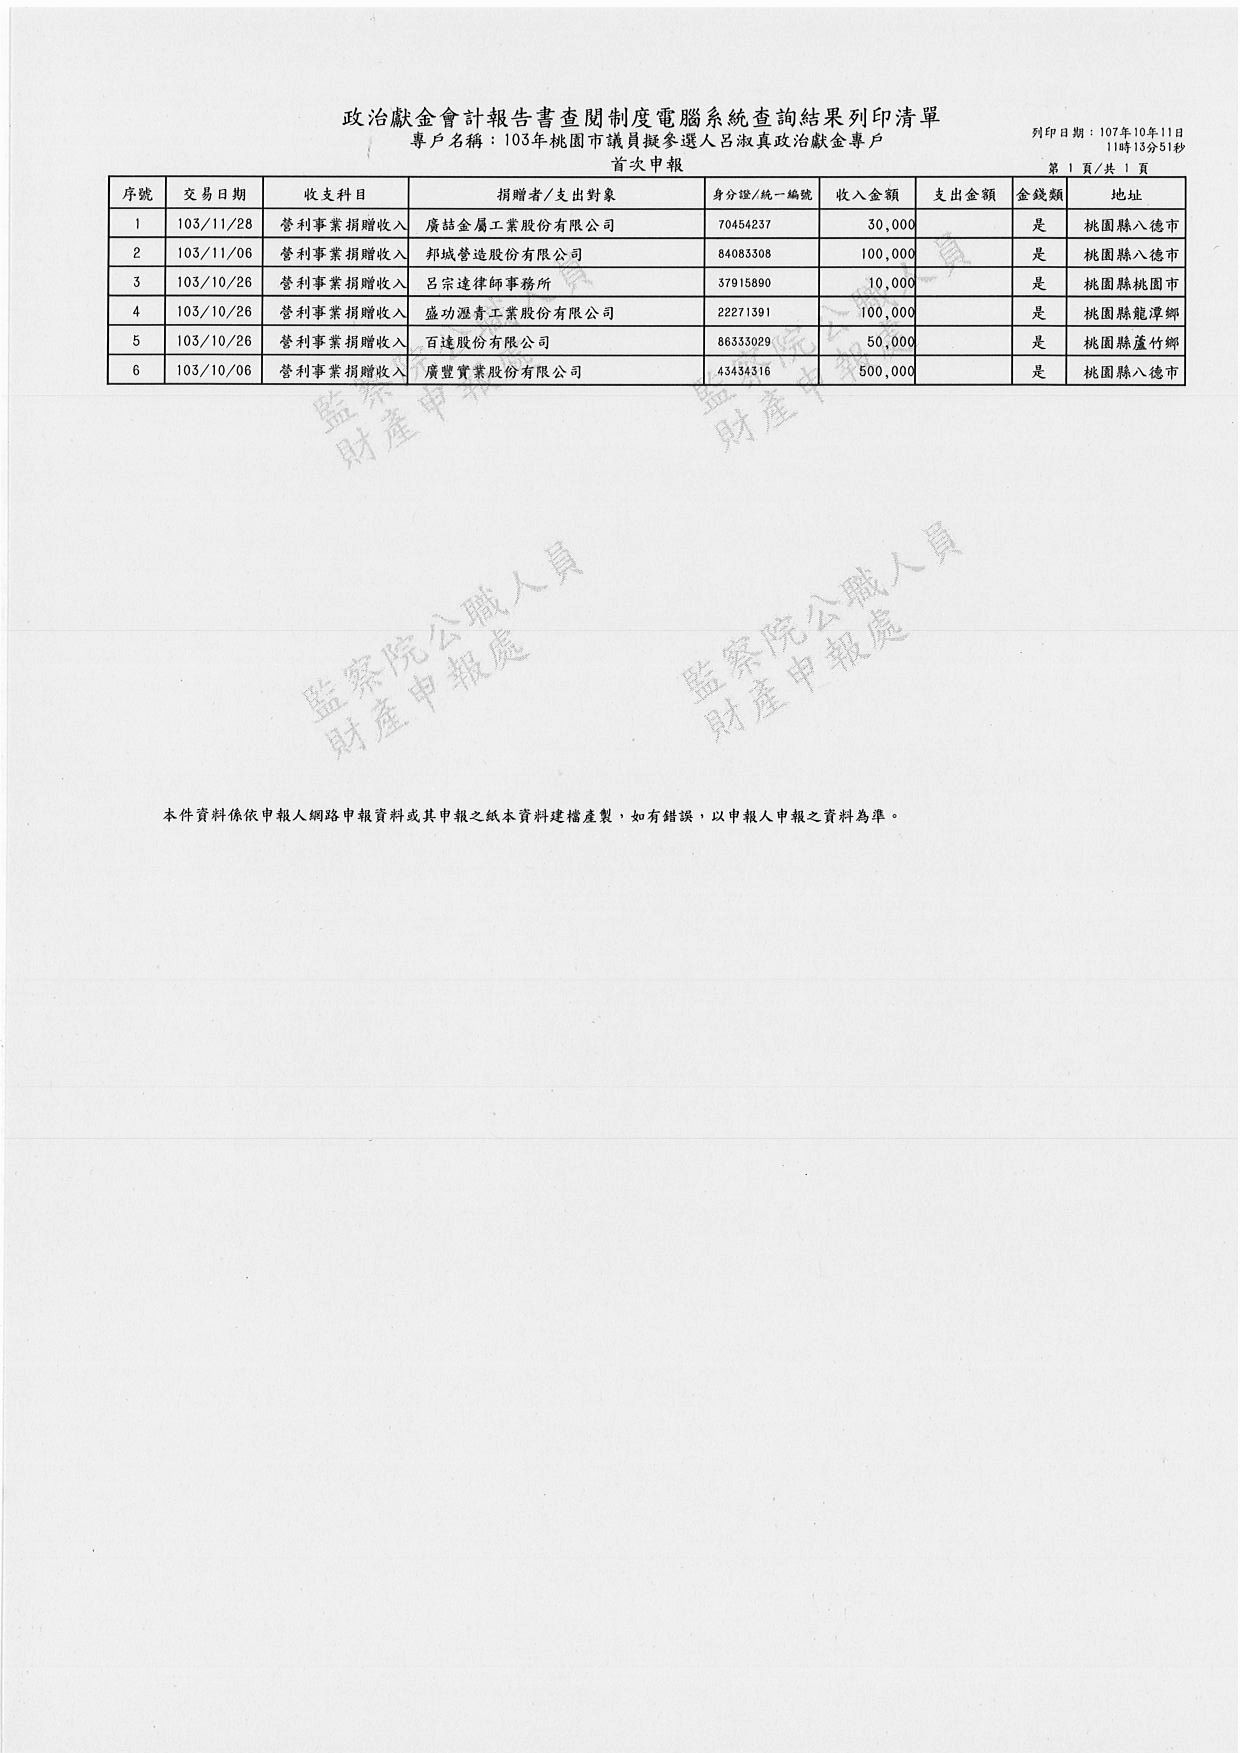 政治獻金會計報告書查閱制度電腦系統查詢結果列印清單
專戶名稱：103年桃園市議員擬參選人呂淑真政治獻金專戶
列印日期：107年10年11日
11時13分51秒
首次申報
第 1 頁/共 1 頁
序號 交易日期 收支科目 捐贈者/支出對象 身分證/統一編號 收入金額 支出金額 金錢類 地址
1 103/11/28 營利事業捐贈收入 廣喆金屬工業股份有限公司 70454237 30,000 是 桃園縣八德市
2 103/11/06 營利事業捐贈收入 邦城營造股份有限公司 84083308 100,000 是 桃園縣八德市
3 103/10/26 營利事業捐贈收入 呂宗達律師事務所 37915890 10,000 是 桃園縣桃園市
4 103/10/26 營利事業捐贈收入 盛功瀝青工業股份有限公司 22271391 100,000 是 桃園縣龍潭鄉
5 103/10/26 營利事業捐贈收入 百達股份有限公司 86333029 50,000 是 桃園縣蘆竹鄉
6 103/10/06 營利事業捐贈收入 廣豐實業股份有限公司 43434316 500,000 是 桃園縣八德市
監察院公職人員
財產申報處
監察院公職人員
財產申報處
監察院公職人員
財產申報處
監察院公職人員
財產申報處
本件資料係依申報人網路申報資料或其申報之紙本資料建檔產製，如有錯誤，以申報人申報之資料為準。